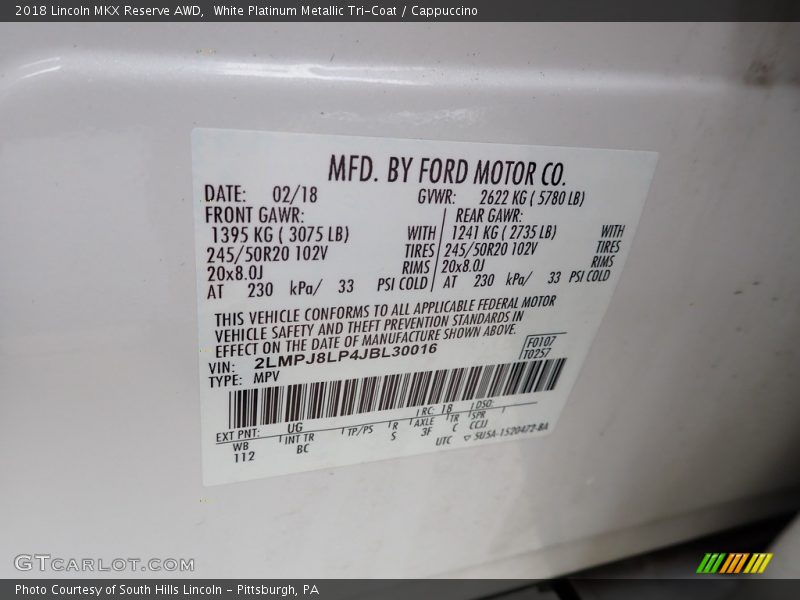 2018 Lincoln MKX Reserve AWD,  White Platinum Metallic Tri-Coat / Cappuccino
MFD. BY FORD MOTOR CO.
DATE: 02/18 GVWR: 2622 KG ( 5780 LB)
FRONT GAWR: REAR GAWR:
1395 KG ( 3075 LB) WITH 1241 KG ( 2735 LB) WITH
245/50R20 102V TIRES 245/50R20 102V TIRES
20x8.0J RIMS 20x8.0J RIMS
AT 230 kPa/ 33 PSI COLD AT 230 kPa/ 33 PSI COLD
THIS VEHICLE CONFORMS TO ALL APPLICABLE FEDERAL MOTOR
VEHICLE SAFETY AND THEFT PREVENTION STANDARDS IN
EFFECT ON THE DATE OF MANUFACTURE SHOWN ABOVE.
VIN: 2LMPJ8LP4JBL30016 F0107
TYPE: MPV T0257
EXT PNT: UG RC: 18 DSO:
WB INT TR TP/PS R AXLE TR SPR
112 BC S 3F C CCJJ
UTC ▽ 5U5A-1520472-BA
GTCARLOT.COM
Photo Courtesy of South Hills Lincoln - Pittsburgh, PA